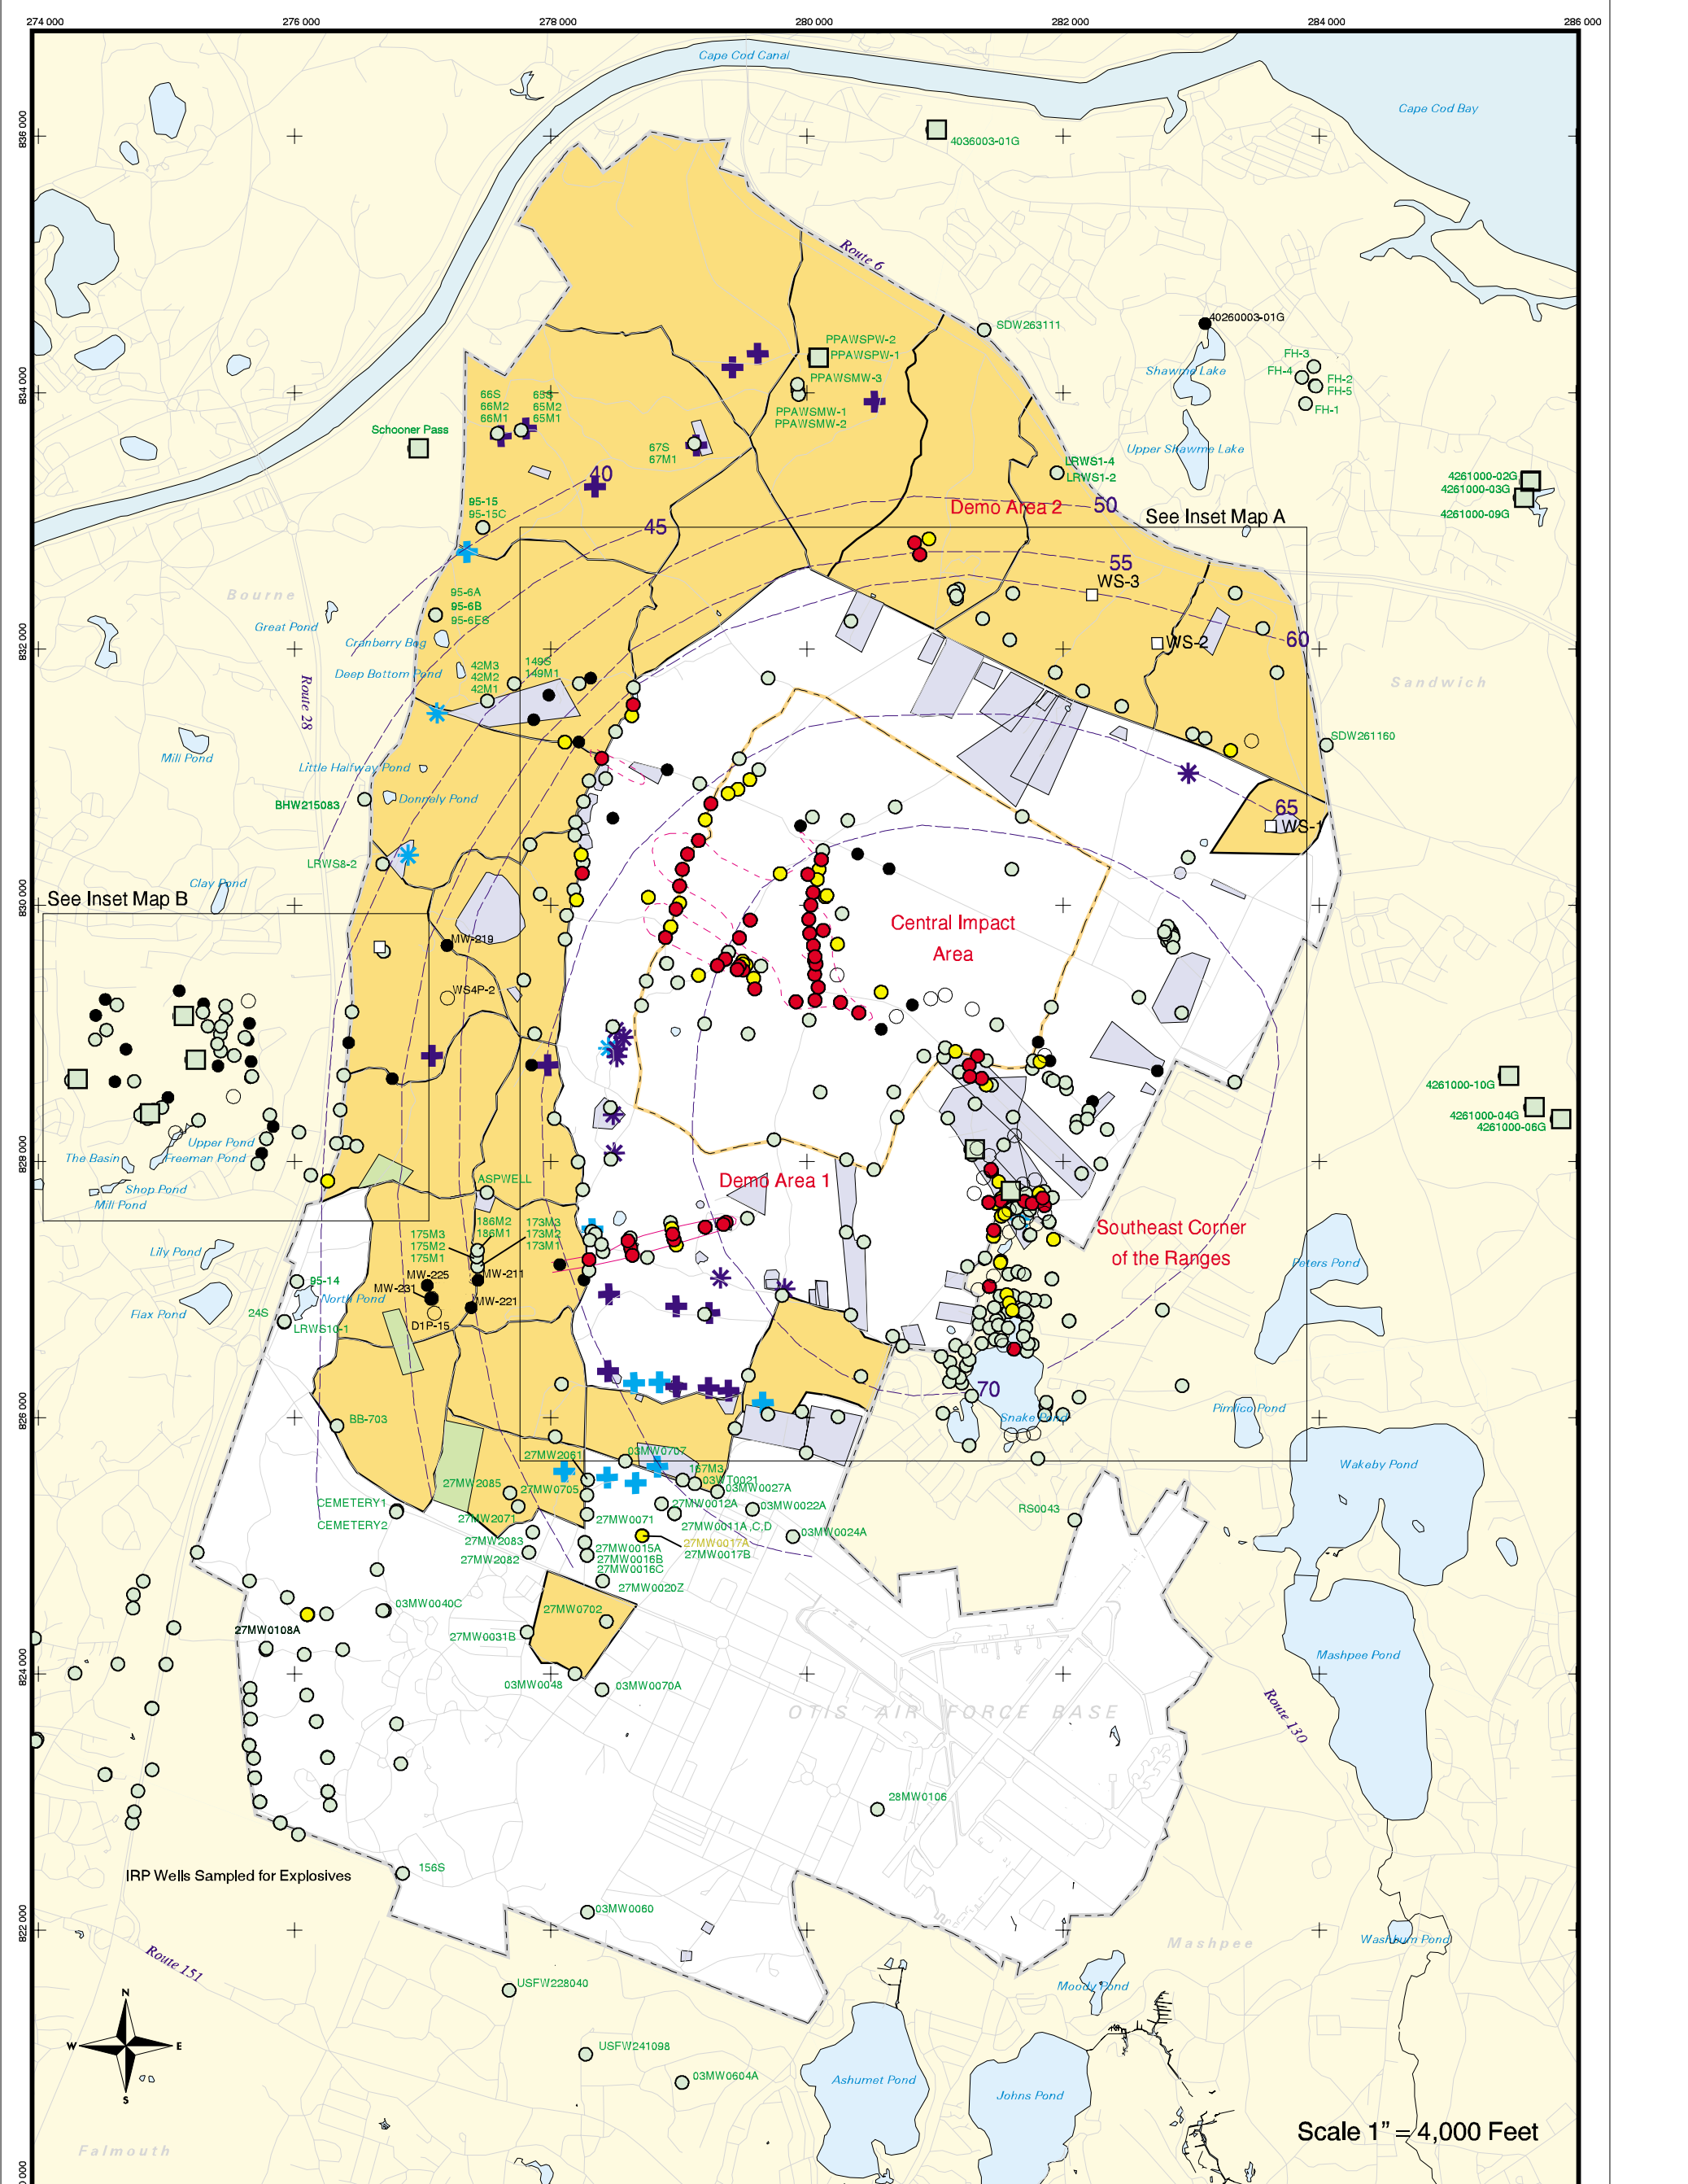 274 000
276 000
278 000
280 000
282 000
284 000
286 000
Cape Cod Canal
Cape Cod Bay
836 000
4036003-01G
Route 6
SDW263111
40260003-01G
PPAWSPW-2
PPAWSPW-1
PPAWSMW-3
PPAWSMW-1
PPAWSMW-2
FH-3
FH-4
FH-2
FH-5
FH-1
Shawme Lake
834 000
66S
66M2
66M1
65S
65M2
65M1
Schooner Pass
67S
67M1
Upper Shawme Lake
LRWS1-4
LRWS1-2
4261000-02G
4261000-03G
4261000-09G
40
95-15
95-15C
45
Demo Area 2
50
See Inset Map A
55
WS-3
Bourne
95-6A
95-6B
95-6ES
Great Pond
Cranberry Bog
832 000
WS-2
60
Deep Bottom Pond
42M3
42M2
42M1
149S
149M1
Sandwich
Route 28
SDW261160
Mill Pond
Little Halfway Pond
Donnaly Pond
BHW215083
65
WS-1
LRWS8-2
Clay Pond
See Inset Map B
830 000
Central Impact
Area
MW-219
WS4P-2
4261000-10G
4261000-04G
4261000-06G
Upper Pond
The Basin
Freeman Pond
828 000
Shop Pond
Mill Pond
ASPWELL
Demo Area 1
Southeast Corner
of the Ranges
186M2
186M1
175M3
175M2
175M1
173M3
173M2
173M1
Lily Pond
Peters Pond
MW-225
MW-211
MW-231
95-14
North Pond
MW-221
Flax Pond
24S
LRWS10-1
D1P-15
70
Snake Pond
Pimlico Pond
826 000
BB-703
27MW2061
03MW0707
167M3
03WT0021
Wakeby Pond
27MW2085
27MW0705
03MW0027A
CEMETERY1
CEMETERY2
27MW0012A
03MW0022A
RS0043
27MW2071
27MW0071
27MW0011A,C,D
03MW0024A
27MW2083
27MW0017A
27MW2082
27MW0015A
27MW0016B
27MW0016C
27MW0017B
27MW0020Z
03MW0040C
27MW0702
27MW0108A
27MW0031B
Mashpee Pond
824 000
03MW0048
03MW0070A
OTIS AIR FORCE BASE
Route 130
28MW0106
IRP Wells Sampled for Explosives
156S
822 000
03MW0060
Mashpee
Washburn Pond
Route 151
USFW228040
Moody Pond
N
W
E
S
USFW241098
03MW0604A
Ashumet Pond
Johns Pond
Falmouth
Scale 1" = 4,000 Feet